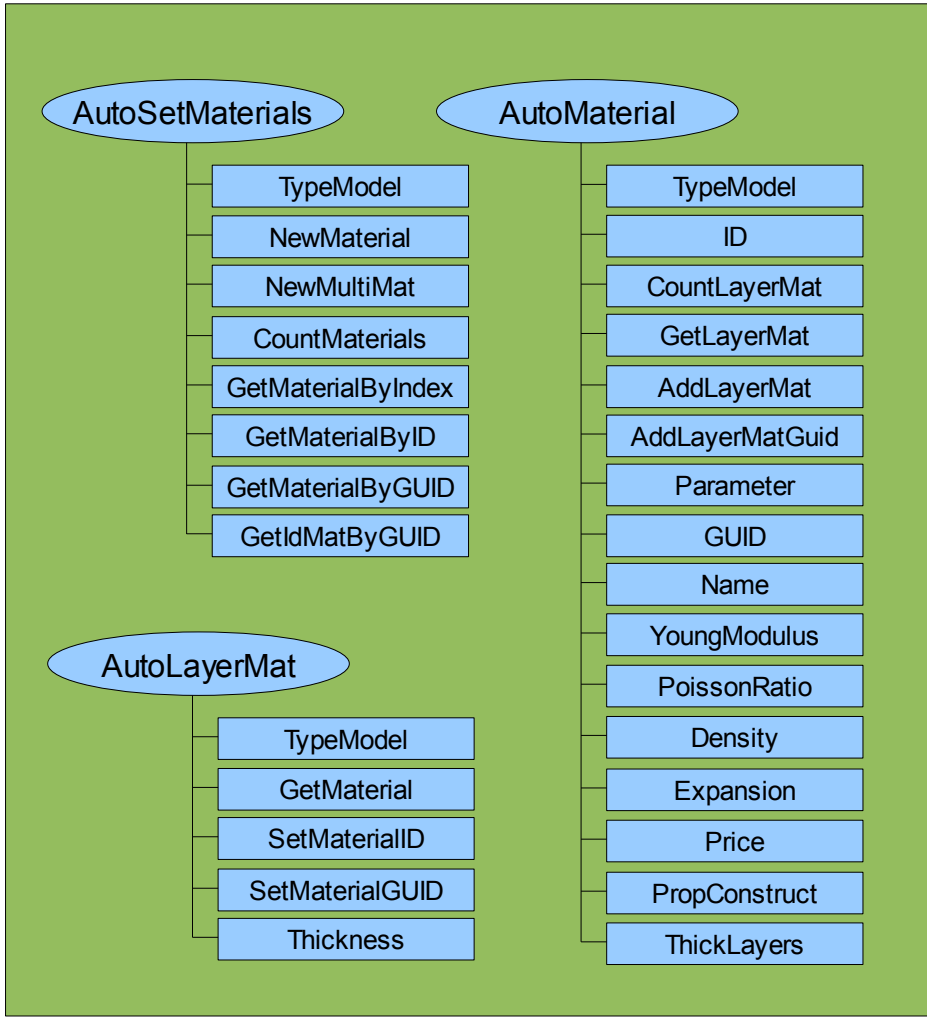 AutoSetMaterials
TypeModel
NewMaterial
NewMultiMat
CountMaterials
GetMaterialByIndex
GetMaterialByID
GetMaterialByGUID
GetIdMatByGUID
AutoLayerMat
TypeModel
GetMaterial
SetMaterialID
SetMaterialGUID
Thickness
AutoMaterial
TypeModel
ID
CountLayerMat
GetLayerMat
AddLayerMat
AddLayerMatGuid
Parameter
GUID
Name
YoungModulus
PoissonRatio
Density
Expansion
Price
PropConstruct
ThickLayers